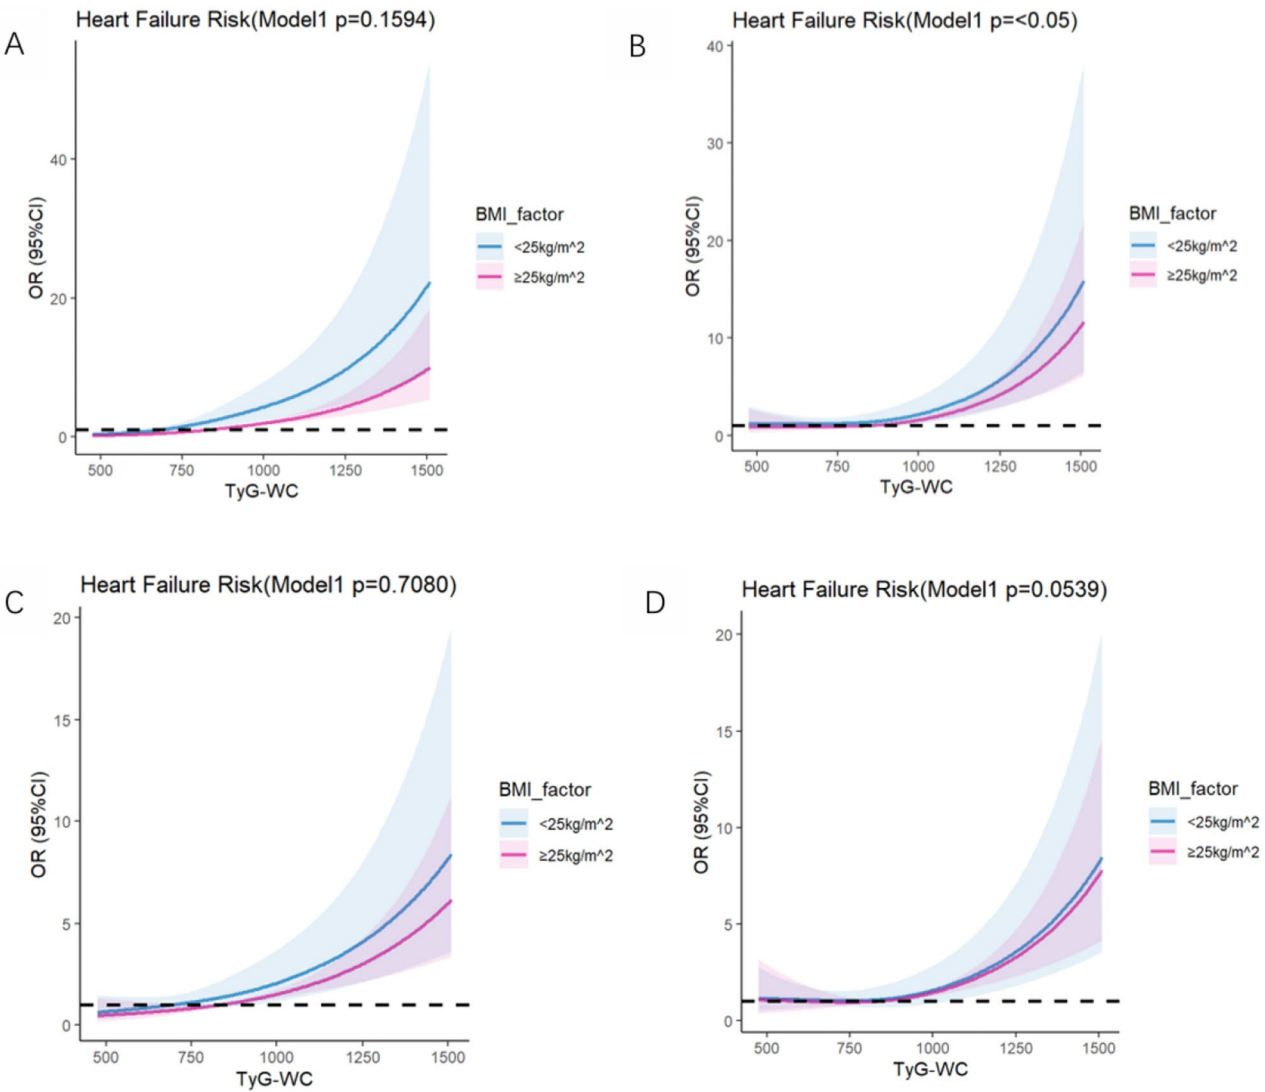 A
Heart Failure Risk(Model1 p=0.1594)
OR (95%CI)
40
20
0
500 750 1000 1250 1500
TyG-WC
BMI_factor
<25kg/m^2
≥25kg/m^2
B
Heart Failure Risk(Model1 p=<0.05)
OR (95%CI)
40
30
20
10
0
500 750 1000 1250 1500
TyG-WC
BMI_factor
<25kg/m^2
≥25kg/m^2
C
Heart Failure Risk(Model1 p=0.7080)
OR (95%CI)
20
15
10
5
0
500 750 1000 1250 1500
TyG-WC
BMI_factor
<25kg/m^2
≥25kg/m^2
D
Heart Failure Risk(Model1 p=0.0539)
OR (95%CI)
20
15
10
5
0
500 750 1000 1250 1500
TyG-WC
BMI_factor
<25kg/m^2
≥25kg/m^2